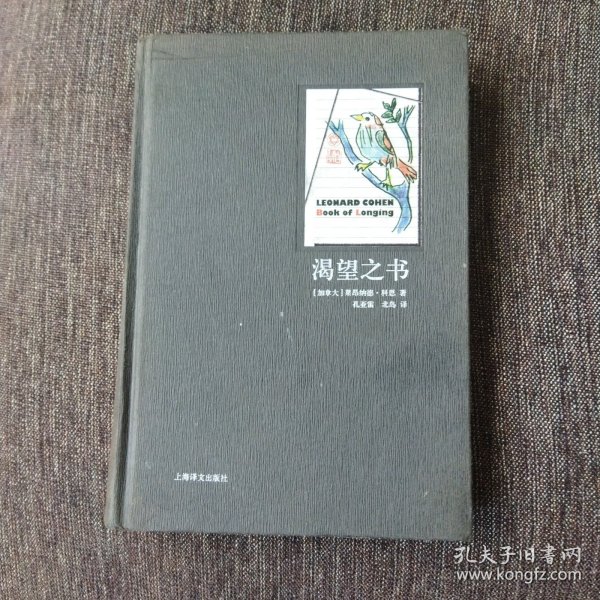 LEONARD COHEN
Book of Longing
渴望之书
[加拿大]莱昂纳德·科恩 著
孔亚雷 北岛 译
上海译文出版社
孔夫子旧书网
www.kongfz.com